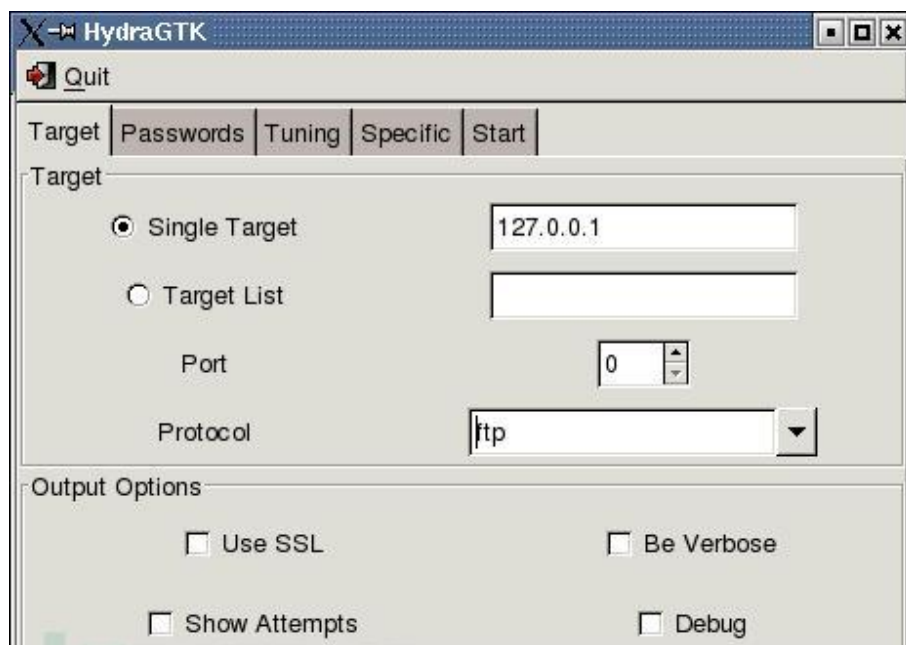 HydraGTK
Quit
Target Passwords Tuning Specific Start
Target
Single Target 127.0.0.1
Target List
Port 0
Protocol ftp
Output Options
Use SSL Be Verbose
Show Attempts Debug